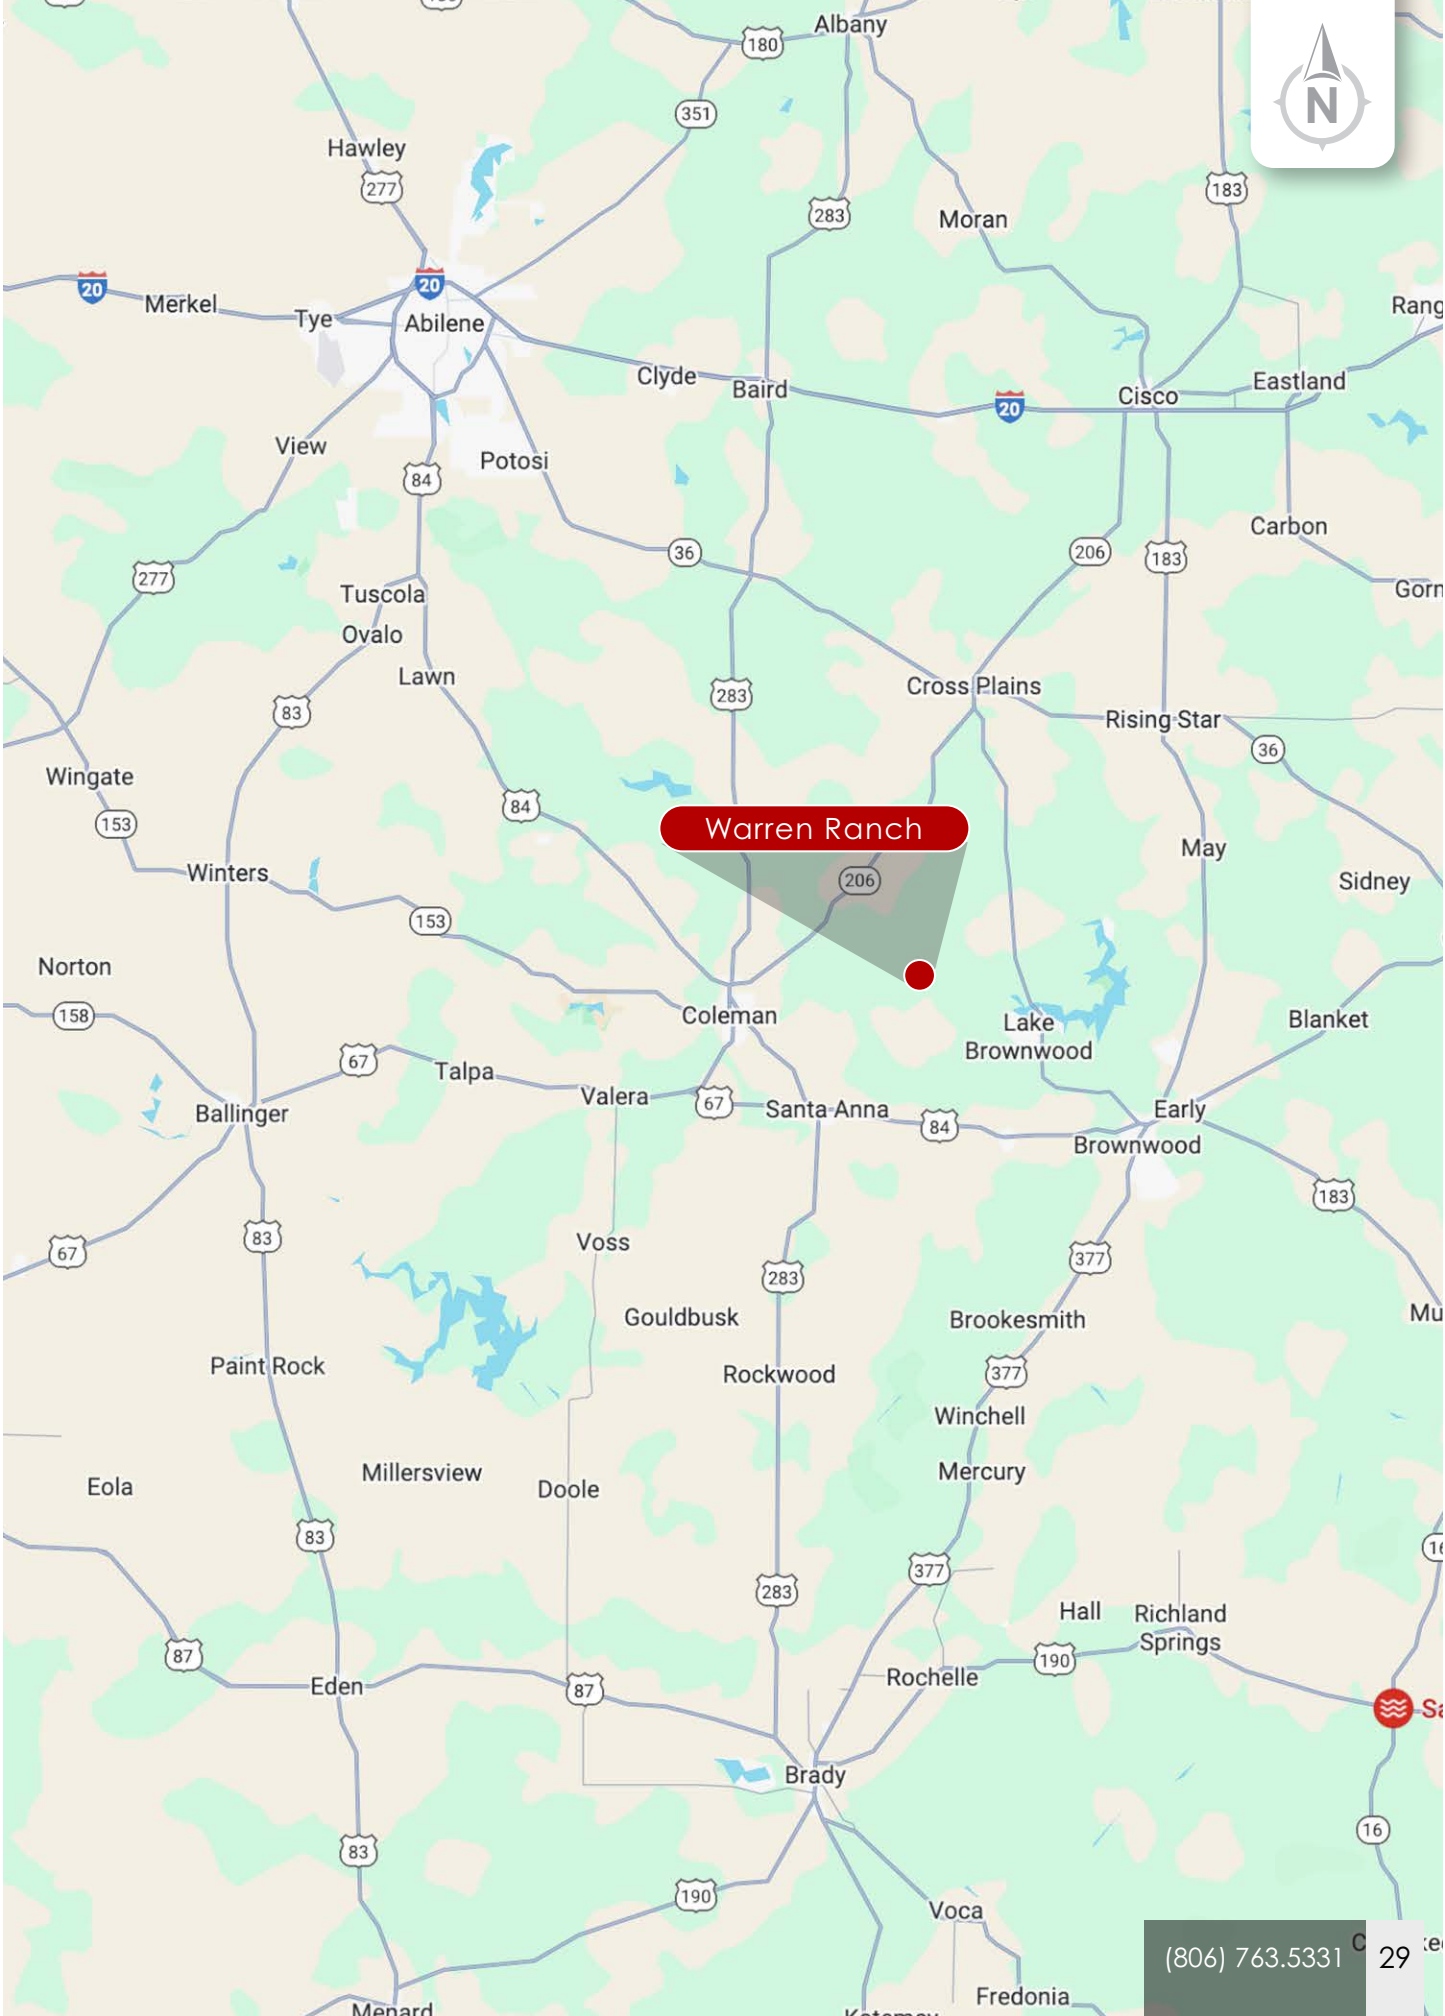 Albany
180
351
N
Hawley
277
283
Moran
183
20
Merkel
Tye
20
Abilene
Rang
Clyde
Baird
20
Cisco
Eastland
View
Potosi
84
Carbon
36
206
183
277
Tuscola
Gorn
Ovalo
Lawn
283
Cross Plains
83
Rising Star
36
Wingate
84
153
Warren Ranch
May
Winters
206
Sidney
153
Norton
158
Coleman
Lake
Brownwood
Blanket
67
Talpa
Valera
67
Santa Anna
84
Early
Ballinger
Brownwood
183
67
83
Voss
283
377
Gouldbusk
Brookesmith
Mu
Paint Rock
Rockwood
377
Winchell
Millersview
Mercury
Eola
Doole
83
16
377
283
Hall
Richland
Springs
87
190
Eden
87
Rochelle
Sa
Brady
83
16
190
Voca
(806) 763.5331
29
Fredonia
Menard